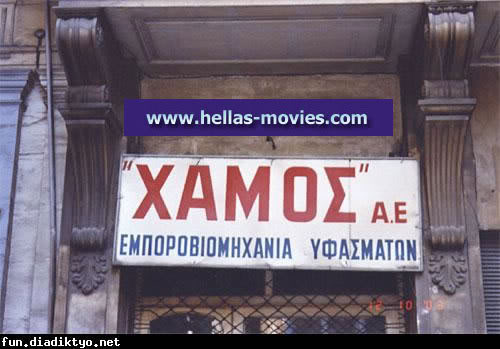 www.hellas-movies.com
"ΧΑΜΟΣ" Α.Ε
ΕΜΠΟΡΟΒΙΟΜΗΧΑΝΙΑ ΥΦΑΣΜΑΤΩΝ
12 10 03
fun.diadiktyo.net